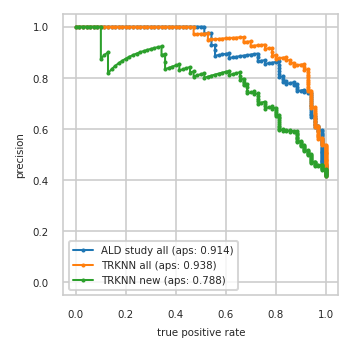 1.0
0.8
0.6
0.4
0.2
0.0
precision
ALD study all (aps: 0.914)
TRKNN all (aps: 0.938)
TRKNN new (aps: 0.788)
0.0 0.2 0.4 0.6 0.8 1.0
true positive rate